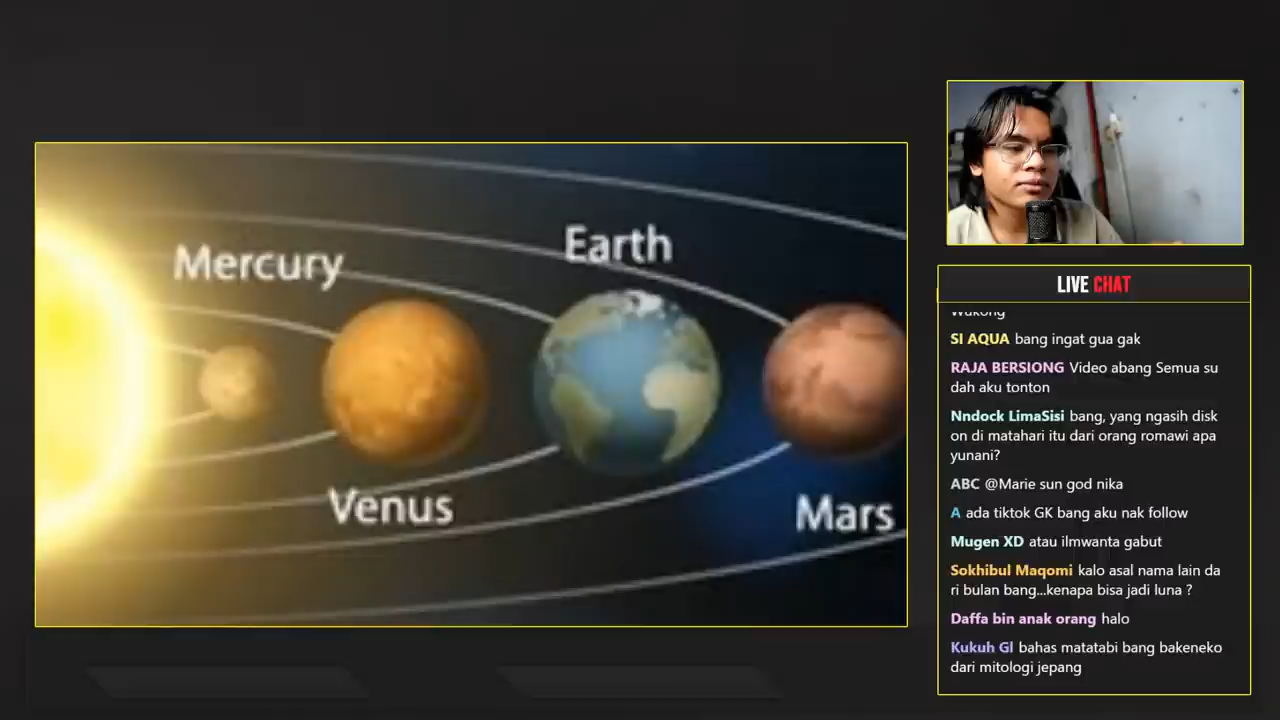 Mercury
Earth
Venus
Mars
LIVE CHAT
Wukong
SI AQUA bang ingat gua gak
RAJA BERSIONG Video abang Semua su
dah aku tonton
Nndock LimaSisi bang, yang ngasih disk
on di matahari itu dari orang romawi apa
yunani?
ABC @Marie sun god nika
A ada tiktok GK bang aku nak follow
Mugen XD atau ilmwanta gabut
Sokhibul Maqomi kalo asal nama lain da
ri bulan bang...kenapa bisa jadi luna ?
Daffa bin anak orang halo
Kukuh Gl bahas matatabi bang bakeneko
dari mitologi jepang